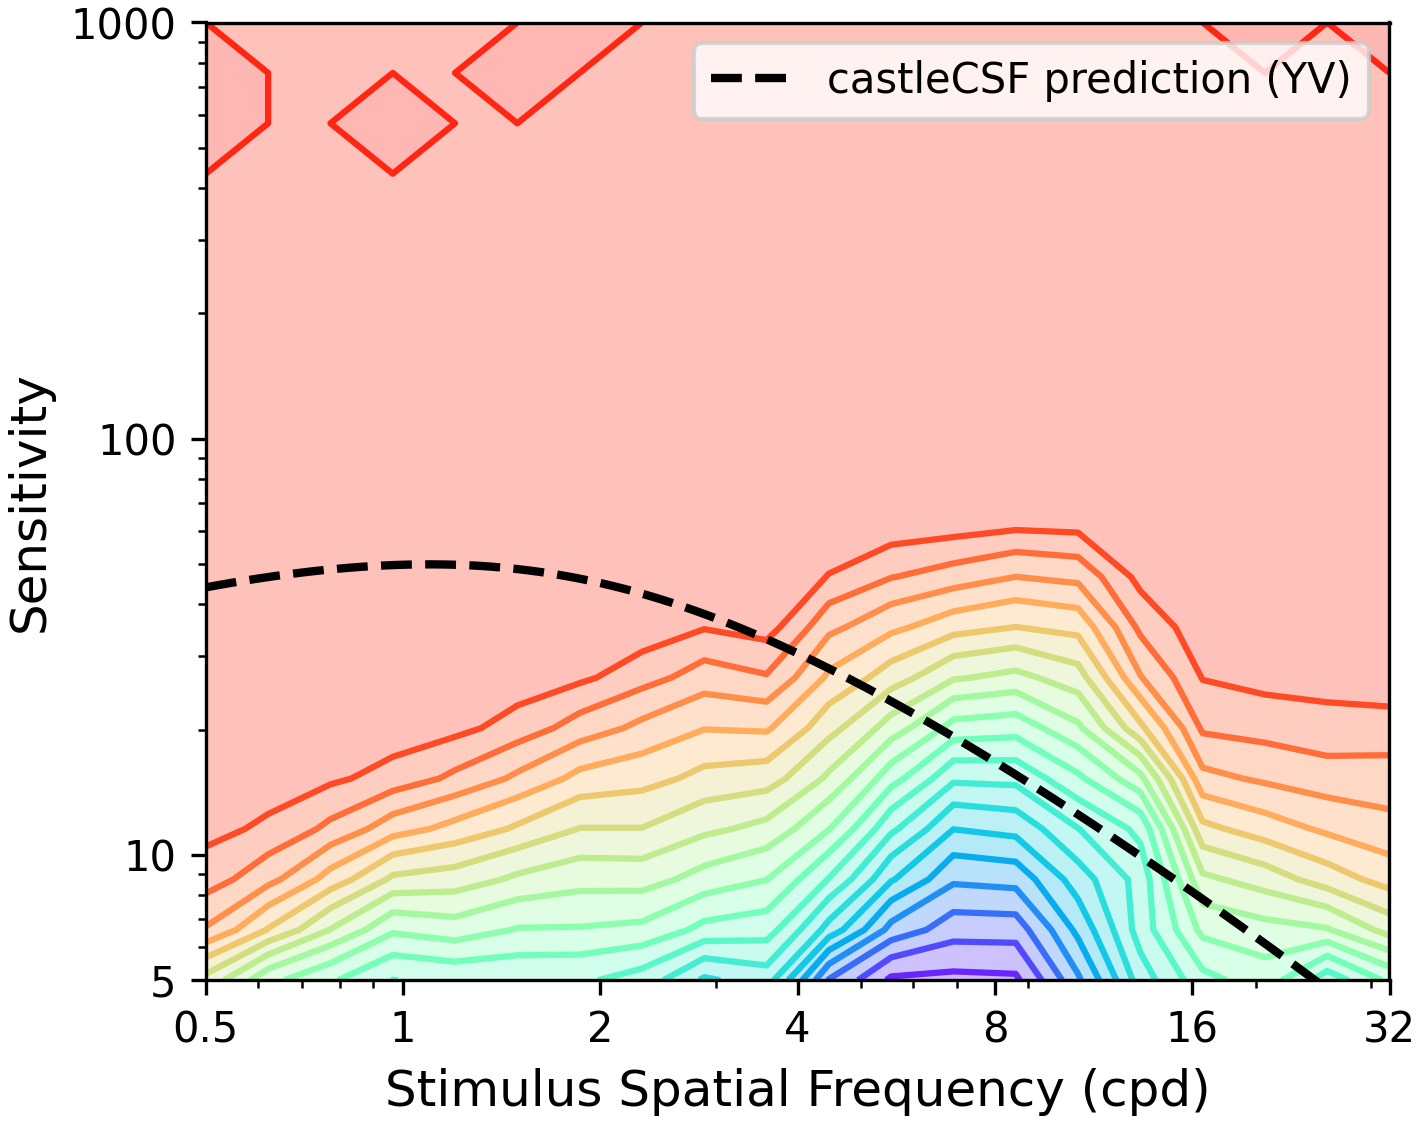 1000
100
10
5
Sensitivity
castleCSF prediction (YV)
0.5 1 2 4 8 16 32
Stimulus Spatial Frequency (cpd)